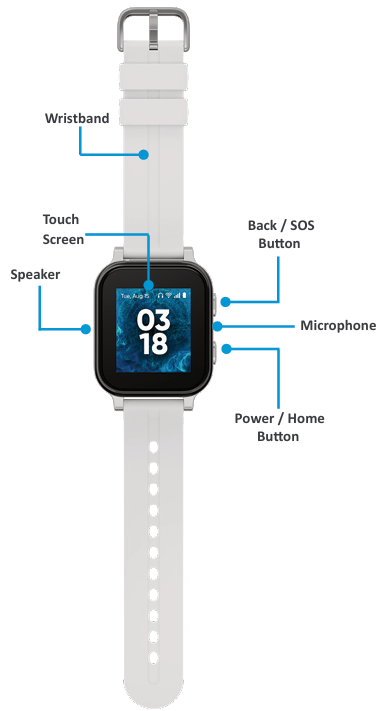 Wristband
Touch
Screen
Back / SOS
Button
Speaker
Tue, Aug 15
03
18
Microphone
Power / Home
Button